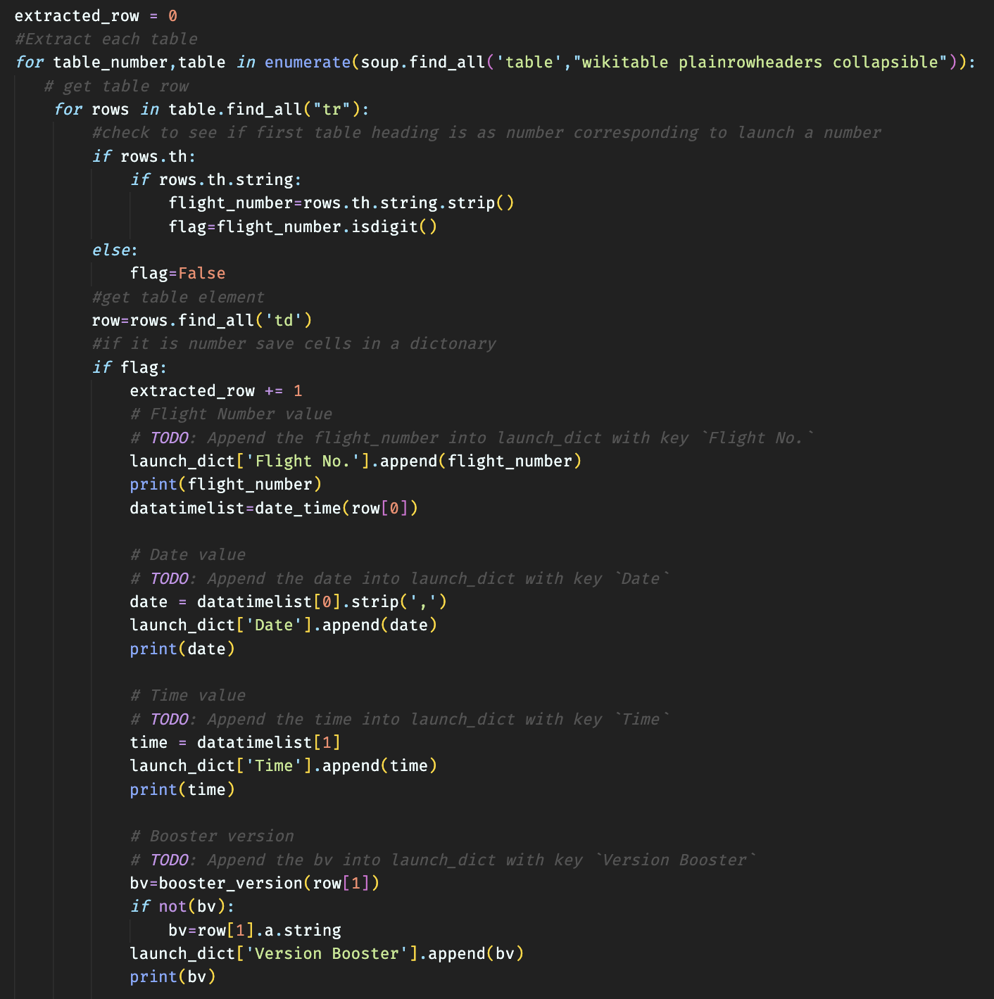 extracted_row = 0
#Extract each table
for table_number,table in enumerate(soup.find_all('table',"wikitable plainrowheaders collapsible")):
   # get table row
    for rows in table.find_all("tr"):
        #check to see if first table heading is as number corresponding to launch a number
        if rows.th:
            if rows.th.string:
                flight_number=rows.th.string.strip()
                flag=flight_number.isdigit()
        else:
            flag=False
        #get table element
        row=rows.find_all('td')
        #if it is number save cells in a dictonary
        if flag:
            extracted_row += 1
            # Flight Number value
            # TODO: Append the flight_number into launch_dict with key `Flight No.`
            launch_dict['Flight No.'].append(flight_number)
            print(flight_number)
            datatimelist=date_time(row[0])

            # Date value
            # TODO: Append the date into launch_dict with key `Date`
            date = datatimelist[0].strip(',')
            launch_dict['Date'].append(date)
            print(date)

            # Time value
            # TODO: Append the time into launch_dict with key `Time`
            time = datatimelist[1]
            launch_dict['Time'].append(time)
            print(time)

            # Booster version
            # TODO: Append the bv into launch_dict with key `Version Booster`
            bv=booster_version(row[1])
            if not(bv):
                bv=row[1].a.string
            launch_dict['Version Booster'].append(bv)
            print(bv)